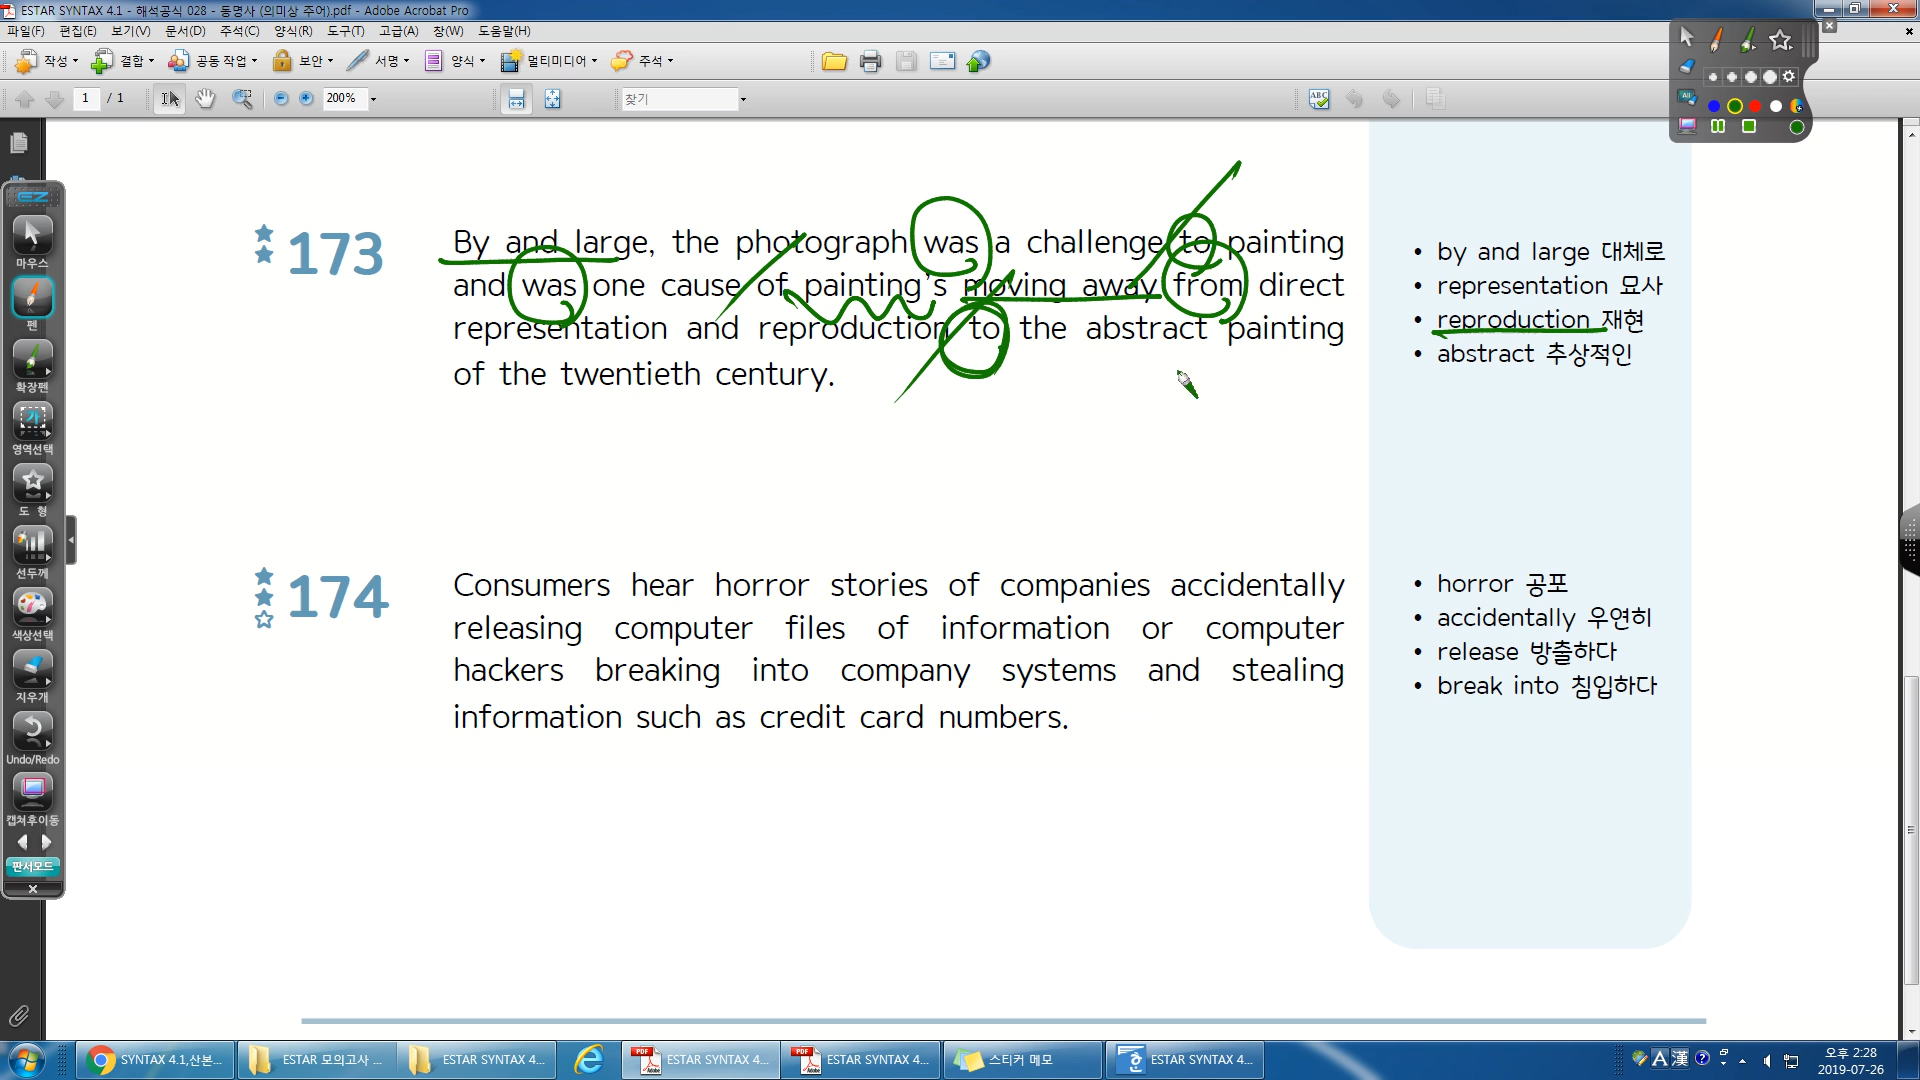 ESTAR SYNTAX 4.1 - 해석공식 028 - 동명사 (의미상 주어).pdf - Adobe Acrobat Pro
파일(F) 편집(E) 보기(V) 문서(D) 주석(C) 양식(R) 도구(T) 고급(A) 창(W) 도움말(H)
작성 결합 공동 작업 보안 서명 양식 멀티미디어 주석
1 / 1 200% 찾기
EZ
마우스
펜
확장펜
영역선택
도 형
선두께
색상선택
지우개
Undo/Redo
캡쳐후이동
판서모드
173
By and large, the photograph was a challenge to painting
and was one cause of painting's moving away from direct
representation and reproduction to the abstract painting
of the twentieth century.
• by and large 대체로
• representation 묘사
• reproduction 재현
• abstract 추상적인
174
Consumers hear horror stories of companies accidentally
releasing computer files of information or computer
hackers breaking into company systems and stealing
information such as credit card numbers.
• horror 공포
• accidentally 우연히
• release 방출하다
• break into 침입하다
SYNTAX 4.1,산본... ESTAR 모의고사 ... ESTAR SYNTAX 4... ESTAR SYNTAX 4... ESTAR SYNTAX 4... 스티커 메모 ESTAR SYNTAX 4...
A 漢
오후 2:28
2019-07-26